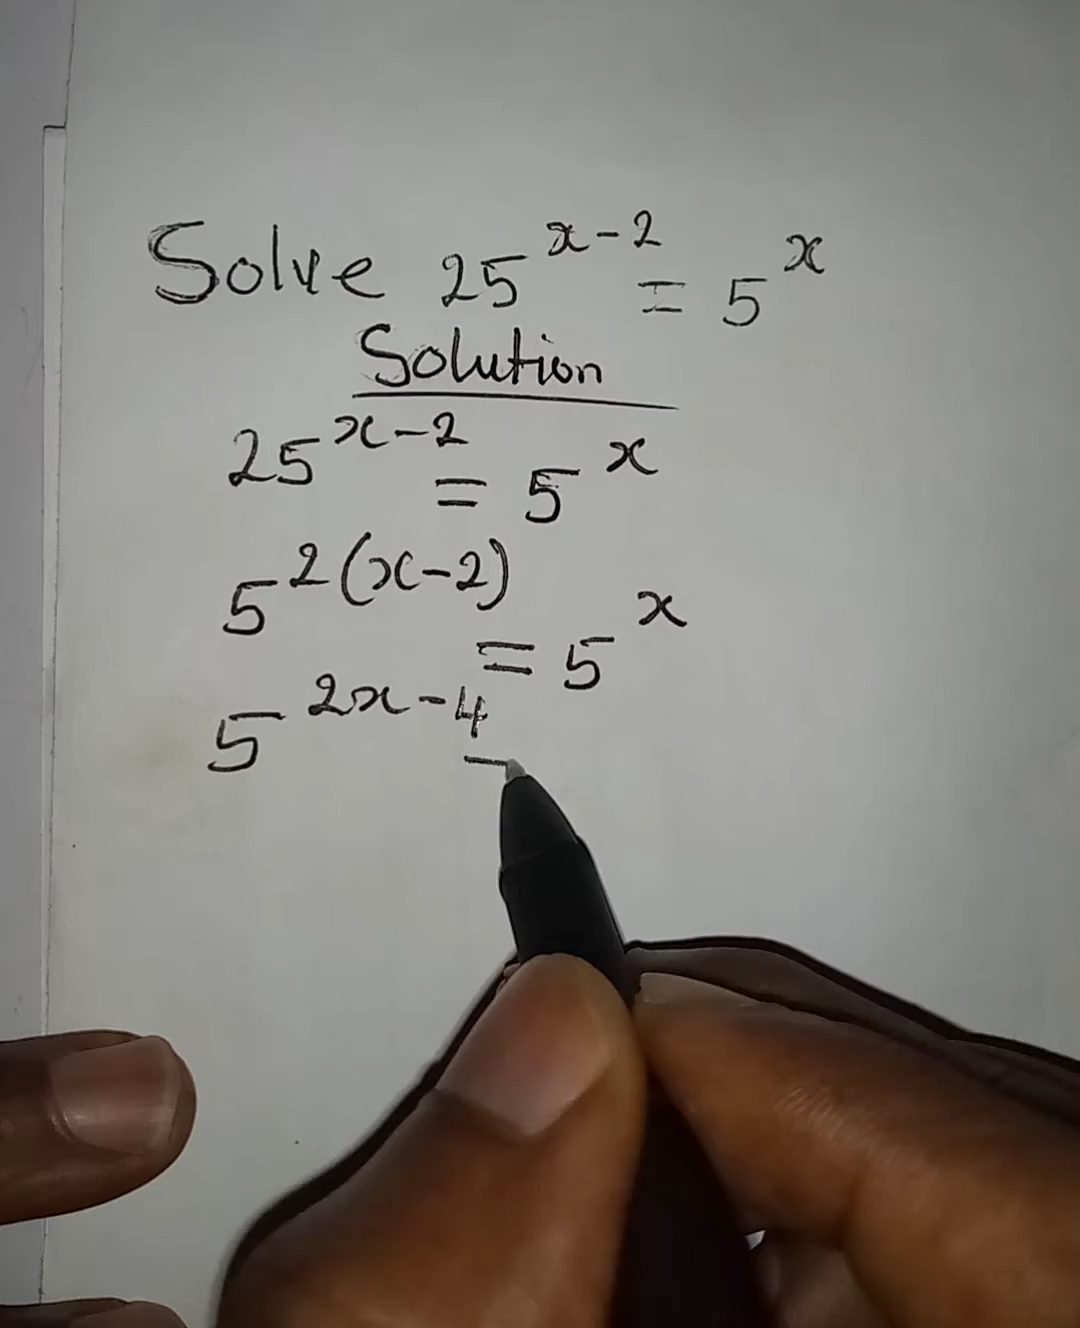 Solve 25^{x-2} = 5^x
Solution
25^{x-2} = 5^x
5^{2(x-2)} = 5^x
5^{2x-4}